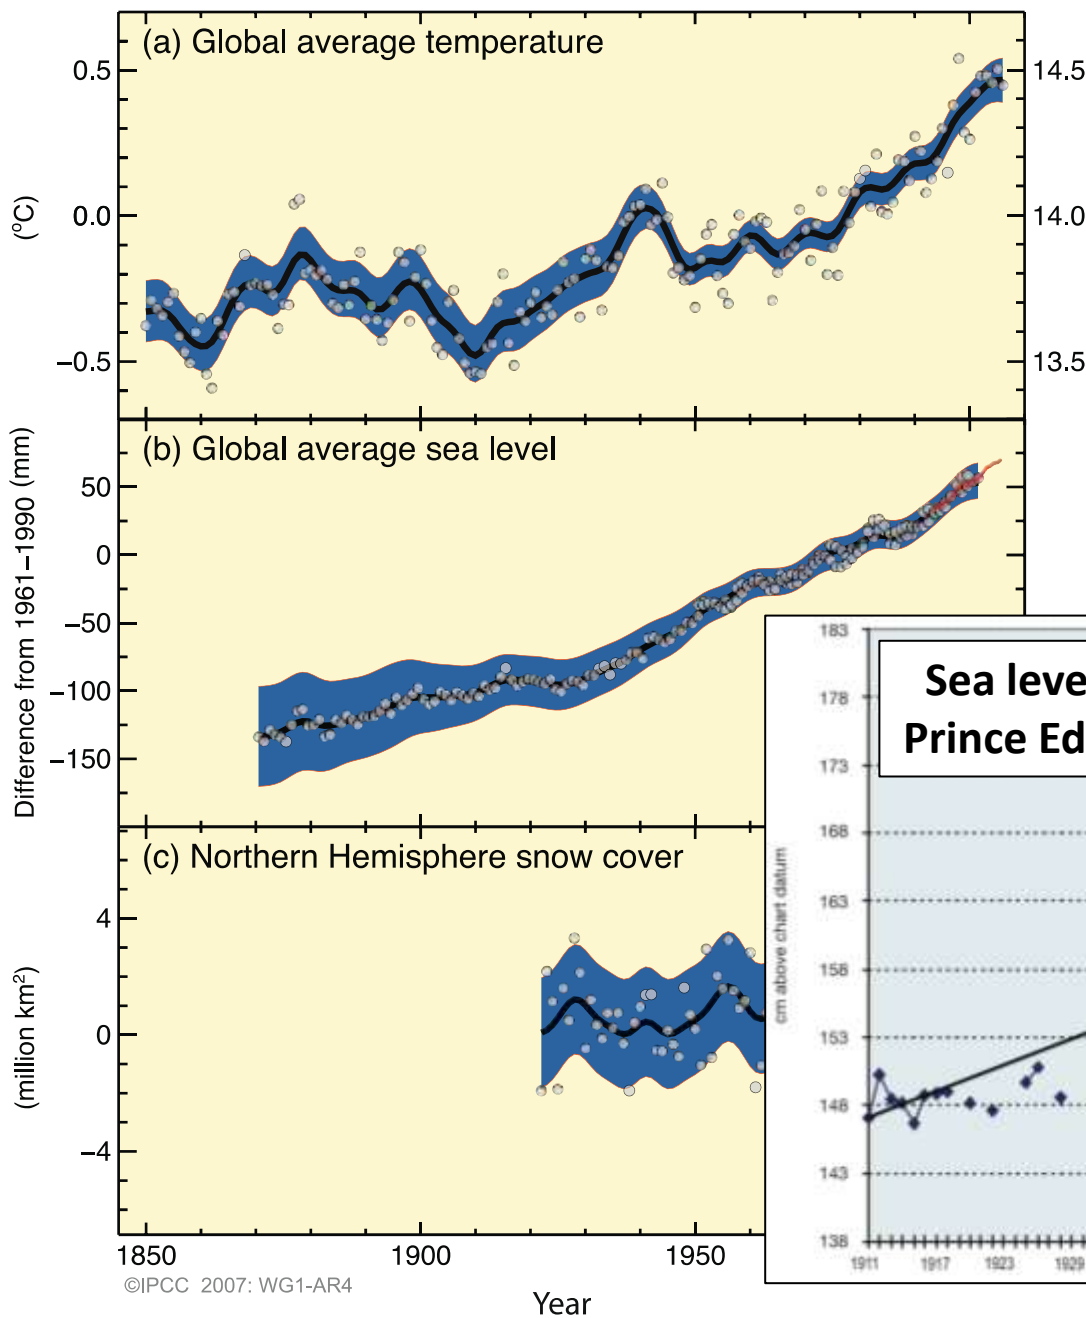 (a) Global average temperature
0.5
0.0
−0.5
(ºC)
14.5
14.0
13.5
(b) Global average sea level
50
0
−50
−100
−150
Difference from 1961–1990
(mm)
(c) Northern Hemisphere snow cover
4
0
−4
(million km²)
1850
1900
1950
Year
©IPCC 2007: WG1-AR4
Sea leve
Prince Ed
183
178
173
168
163
158
153
148
143
138
cm above chart datum
1911
1917
1923
1929